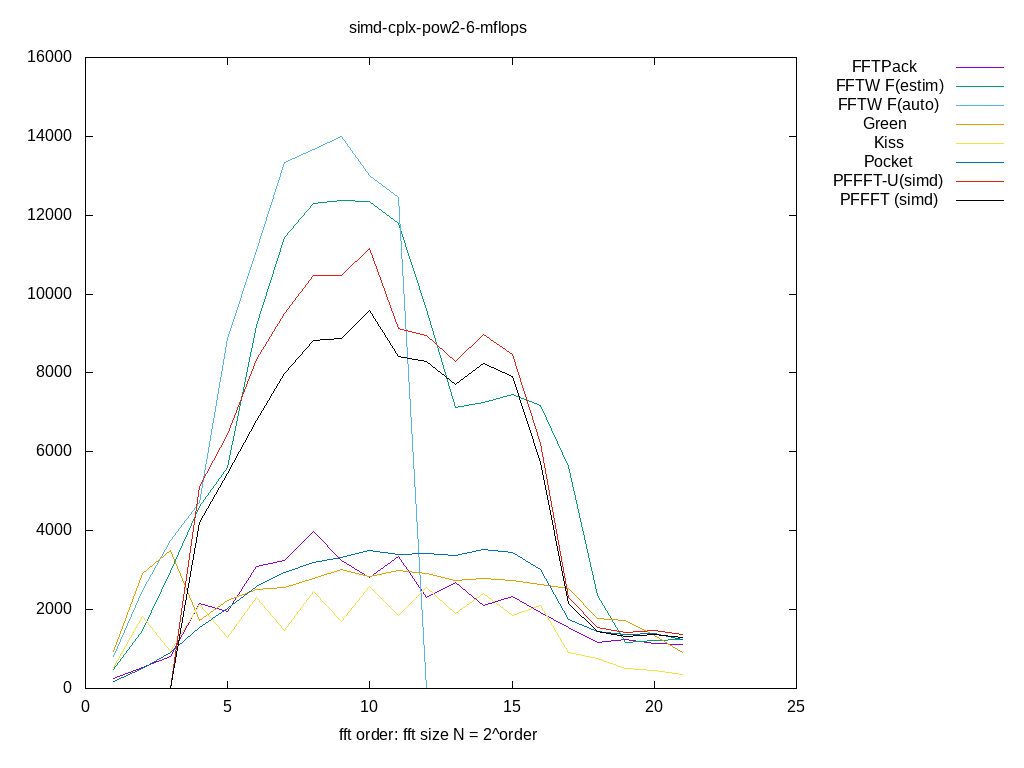 simd-cplx-pow2-6-mflops
16000
14000
12000
10000
8000
6000
4000
2000
0
0 5 10 15 20 25
fft order: fft size N = 2^order
FFTPack
FFTW F(estim)
FFTW F(auto)
Green
Kiss
Pocket
PFFFT-U(simd)
PFFFT (simd)